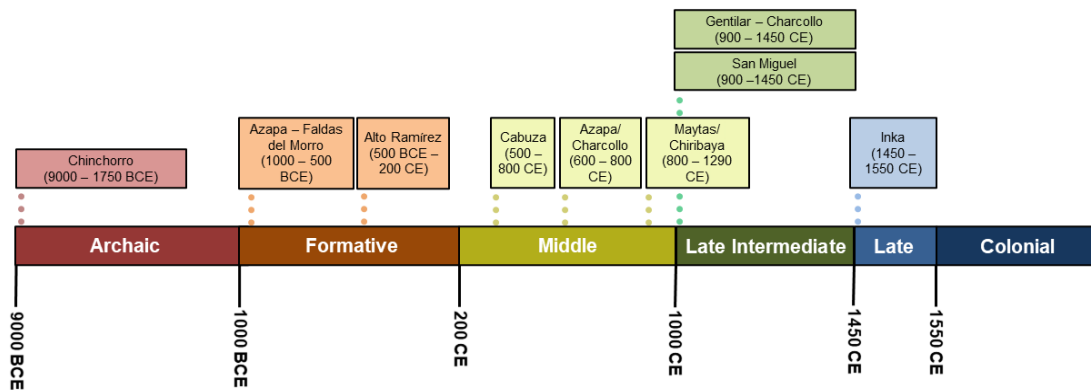 Gentilar – Charcollo
(900 – 1450 CE)
San Miguel
(900 –1450 CE)
Chinchorro
(9000 – 1750 BCE)
Azapa – Faldas
del Morro
(1000 – 500
BCE)
Alto Ramírez
(500 BCE –
200 CE)
Cabuza
(500 –
800 CE)
Azapa/
Charcollo
(600 – 800
CE)
Maytas/
Chiribaya
(800 – 1290
CE)
Inka
(1450 –
1550 CE)
Archaic
Formative
Middle
Late Intermediate
Late
Colonial
9000 BCE
1000 BCE
200 CE
1000 CE
1450 CE
1550 CE